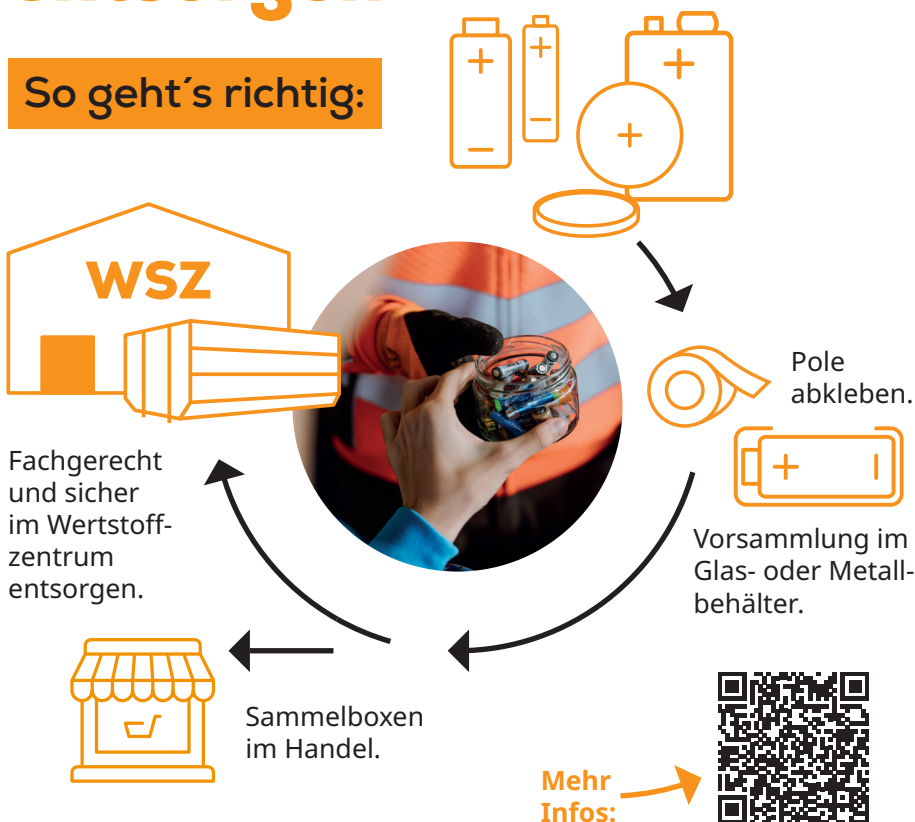 entsorgen
So geht´s richtig:
WSZ
Pole
abkleben.
Vorsammlung im
Glas- oder Metall-
behälter.
Fachgerecht
und sicher
im Wertstoff-
zentrum
entsorgen.
Sammelboxen
im Handel.
Mehr
Infos: